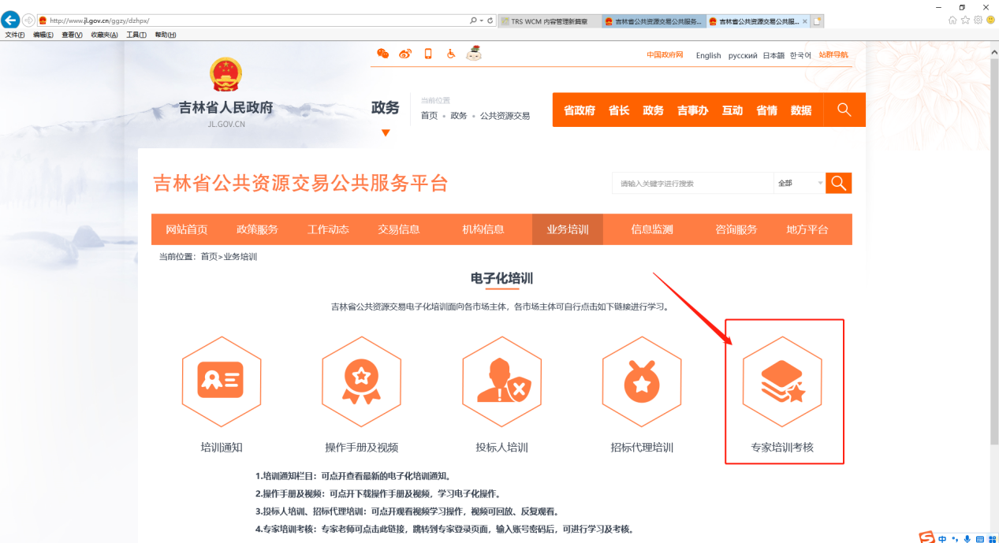 http://www.jl.gov.cn/ggzy/dzhpx/
TRS WCM 内容管理新篇章
吉林省公共资源交易公共服务...
吉林省公共资源交易公共服...
文件(F) 编辑(E) 查看(V) 收藏夹(A) 工具(T) 帮助(H)
中国政府网 English русский 日本語 한국어 站群导航
吉林省人民政府
JL.GOV.CN
政务
当前位置
首页 政务 公共资源交易
省政府 省长 政务 吉事办 互动 省情 数据
吉林省公共资源交易公共服务平台
请输入关键字进行搜索 全部
网站首页 政策服务 工作动态 交易信息 机构信息 业务培训 信息监测 咨询服务 地方平台
当前位置：首页>业务培训
电子化培训
吉林省公共资源交易电子化培训面向各市场主体，各市场主体可自行点击如下链接进行学习。
培训通知 操作手册及视频 投标人培训 招标代理培训 专家培训考核
1.培训通知栏目：可点开查看最新的电子化培训通知。
2.操作手册及视频：可点开下载操作手册及视频，学习电子化操作。
3.投标人培训、招标代理培训：可点开观看视频学习操作，视频可回放、反复观看。
4.专家培训考核：专家老师可点击此链接，跳转到专家登录页面，输入账号密码后，可进行学习及考核。
中